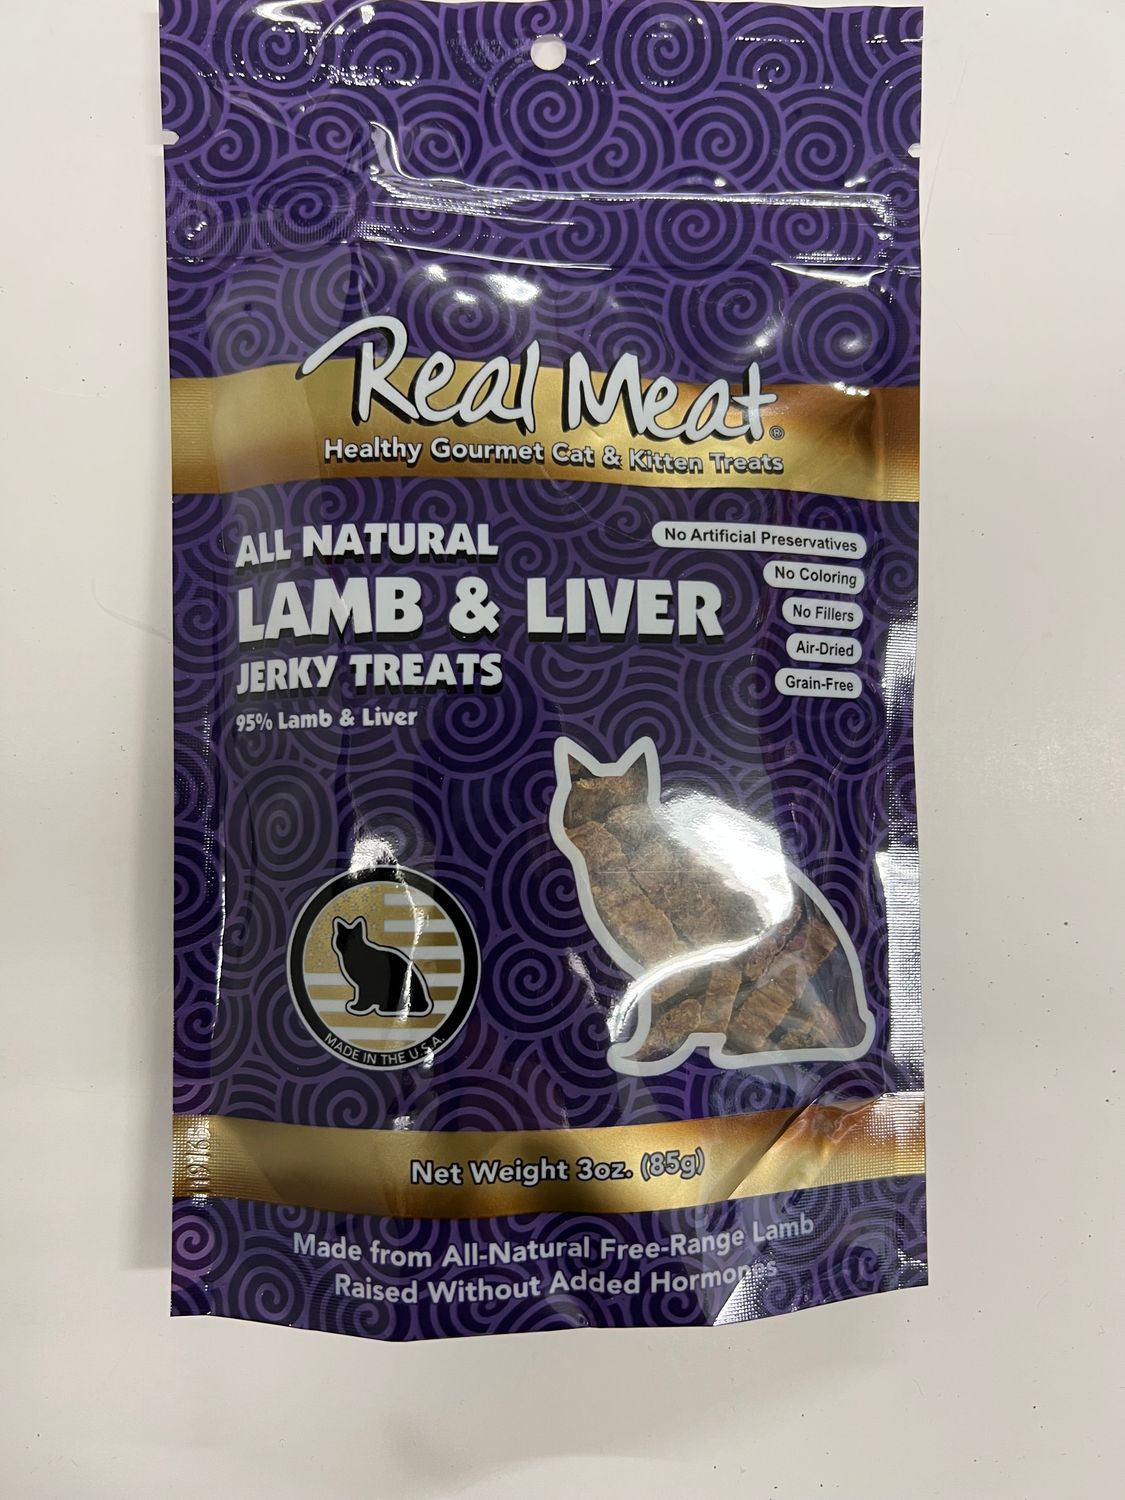 Real Meat®
Healthy Gourmet Cat & Kitten Treats
ALL NATURAL
LAMB & LIVER
JERKY TREATS
95% Lamb & Liver
No Artificial Preservatives
No Coloring
No Fillers
Air-Dried
Grain-Free
MADE IN THE U.S.A.
Net Weight 3oz. (85g)
Made from All-Natural Free-Range Lamb
Raised Without Added Hormones